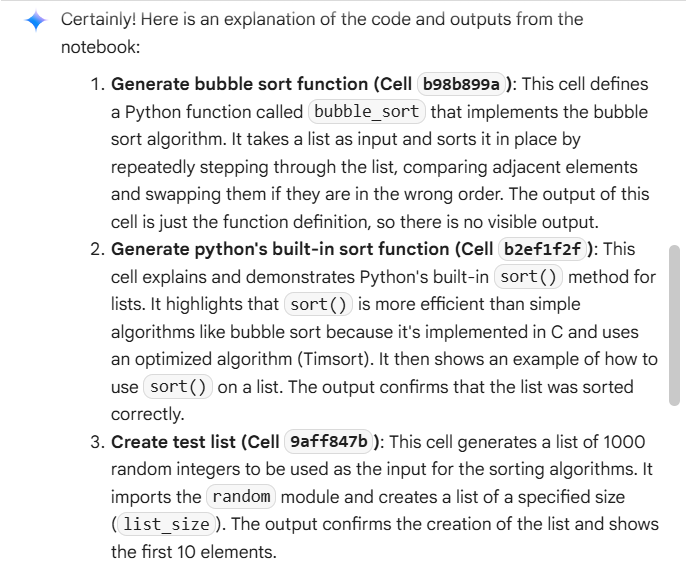 Certainly! Here is an explanation of the code and outputs from the
notebook:
1. Generate bubble sort function (Cell b98b899a ): This cell defines
a Python function called bubble_sort that implements the bubble
sort algorithm. It takes a list as input and sorts it in place by
repeatedly stepping through the list, comparing adjacent elements
and swapping them if they are in the wrong order. The output of this
cell is just the function definition, so there is no visible output.
2. Generate python's built-in sort function (Cell b2ef1f2f ): This
cell explains and demonstrates Python's built-in sort() method for
lists. It highlights that sort() is more efficient than simple
algorithms like bubble sort because it's implemented in C and uses
an optimized algorithm (Timsort). It then shows an example of how to
use sort() on a list. The output confirms that the list was sorted
correctly.
3. Create test list (Cell 9aff847b ): This cell generates a list of 1000
random integers to be used as the input for the sorting algorithms. It
imports the random module and creates a list of a specified size
( list_size ). The output confirms the creation of the list and shows
the first 10 elements.